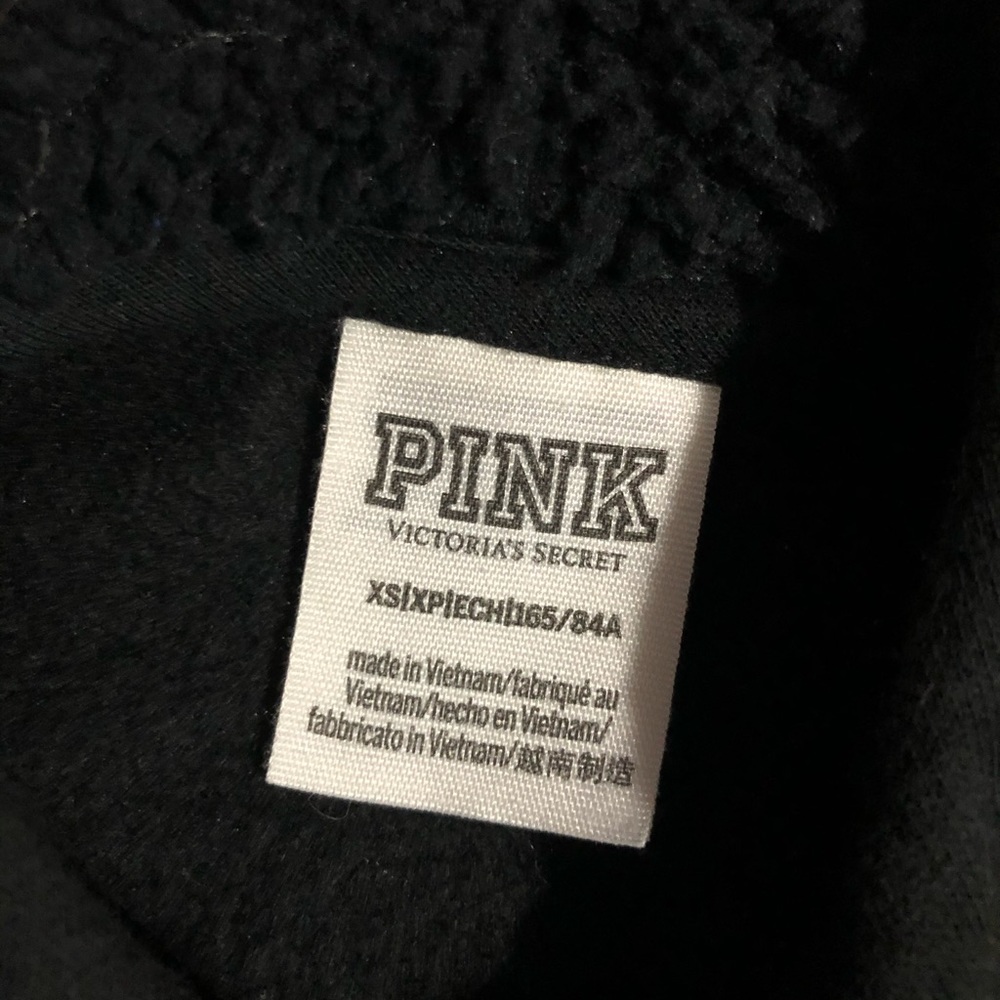 PINK
VICTORIA'S SECRET
XS|XP|ECH|165/84A
made in Vietnam/fabriqué au
Vietnam/hecho en Vietnam/
fabbricato in Vietnam/越南制造